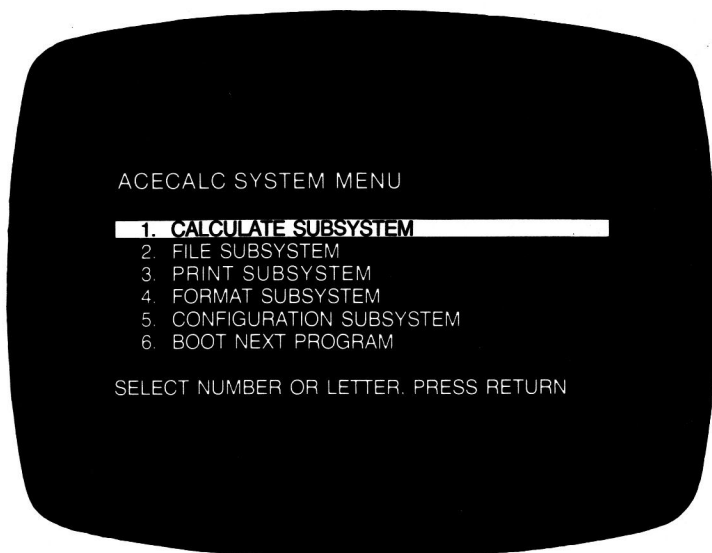 ACECALC SYSTEM MENU
1. CALCULATE SUBSYSTEM
2. FILE SUBSYSTEM
3. PRINT SUBSYSTEM
4. FORMAT SUBSYSTEM
5. CONFIGURATION SUBSYSTEM
6. BOOT NEXT PROGRAM
SELECT NUMBER OR LETTER. PRESS RETURN